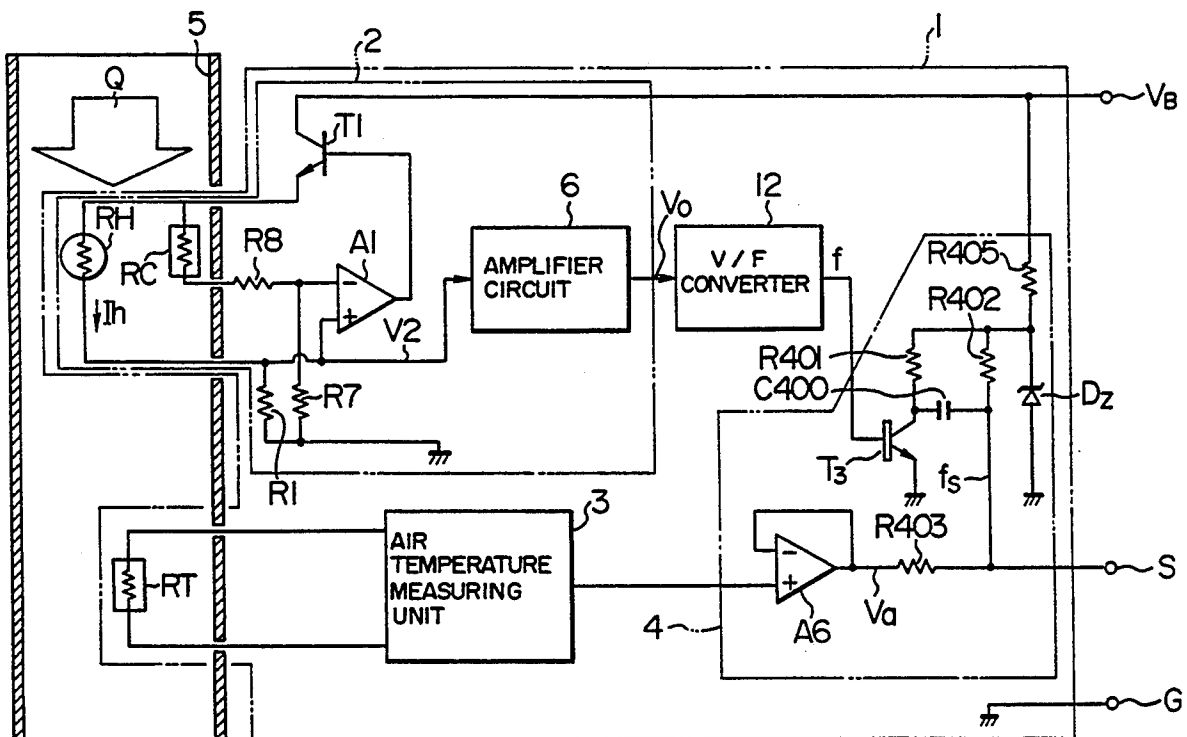 5
2
1
Q
T1
VB
RH
RC
R8
A1
6
Vo
12
AMPLIFIER
CIRCUIT
V/F
CONVERTER
f
R405
R402
Ih
V2
R401
C400
Dz
R7
T3
fs
R1
3
R403
AIR
TEMPERATURE
MEASURING
UNIT
RT
S
Va
A6
4
G